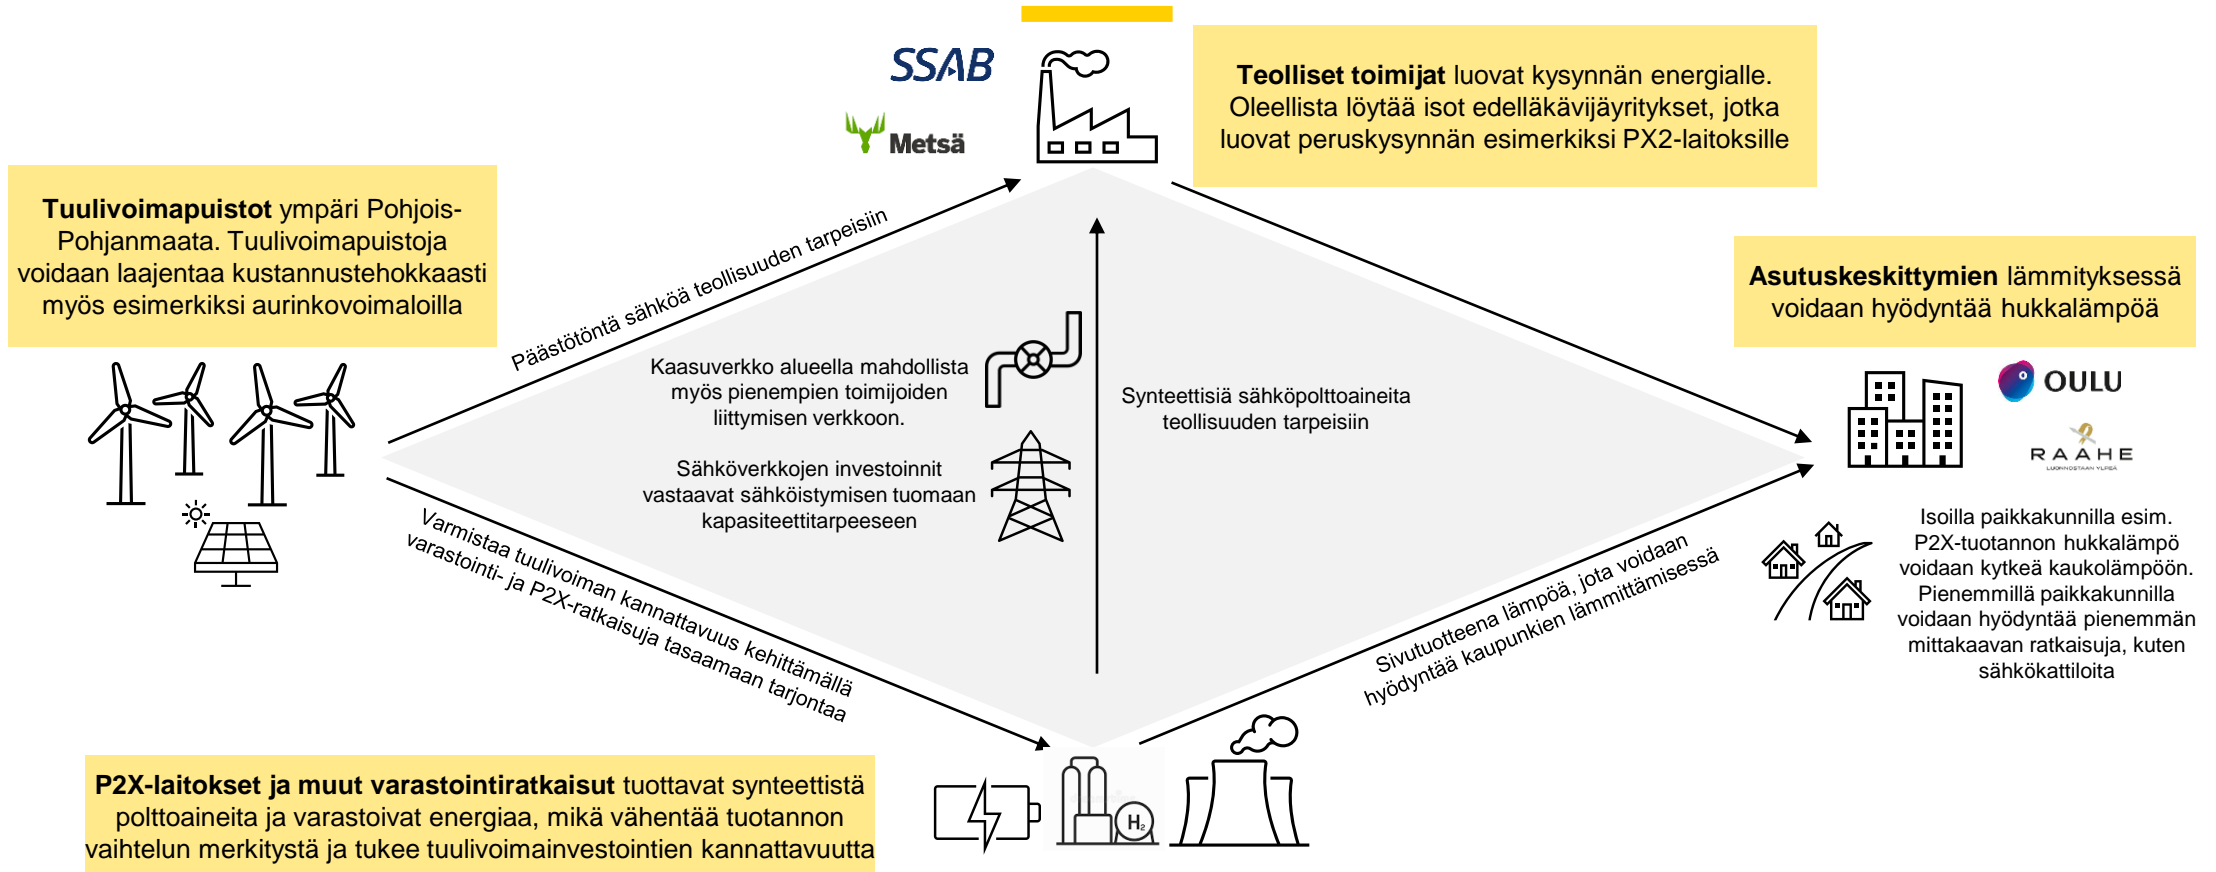 SSAB
Metsä
Teolliset toimijat luovat kysynnän energialle.
Oleellista löytää isot edelläkävijäyritykset, jotka
luovat peruskysynnän esimerkiksi PX2-laitoksille
Tuulivoimapuistot ympäri Pohjois-
Pohjanmaata. Tuulivoimapuistoja
voidaan laajentaa kustannustehokkaasti
myös esimerkiksi aurinkovoimaloilla
Päästötöntä sähköä teollisuuden tarpeisiin
Asutuskeskittymien lämmityksessä
voidaan hyödyntää hukkalämpöä
Kaasuverkko alueella mahdollista
myös pienempien toimijoiden
liittymisen verkkoon.
Synteettisiä sähköpolttoaineita
teollisuuden tarpeisiin
Sähköverkkojen investoinnit
vastaavat sähköistymisen tuomaan
kapasiteettitarpeeseen
OULU
RAAHE
LUONNOSTAAN YLPEÄ
Isoilla paikkakunnilla esim.
P2X-tuotannon hukkalämpö
voidaan kytkeä kaukolämpöön.
Pienemmillä paikkakunnilla
voidaan hyödyntää pienemmän
mittakaavan ratkaisuja, kuten
sähkökattiloita
Varmistaa tuulivoiman kannattavuus kehittämällä
varastointi- ja P2X-ratkaisuja tasaamaan tarjontaa
Sivutuotteena lämpöä, jota voidaan
hyödyntää kaupunkien lämmittämisessä
P2X-laitokset ja muut varastointiratkaisut tuottavat synteettistä
polttoaineita ja varastoivat energiaa, mikä vähentää tuotannon
vaihtelun merkitystä ja tukee tuulivoimainvestointien kannattavuutta
H₂